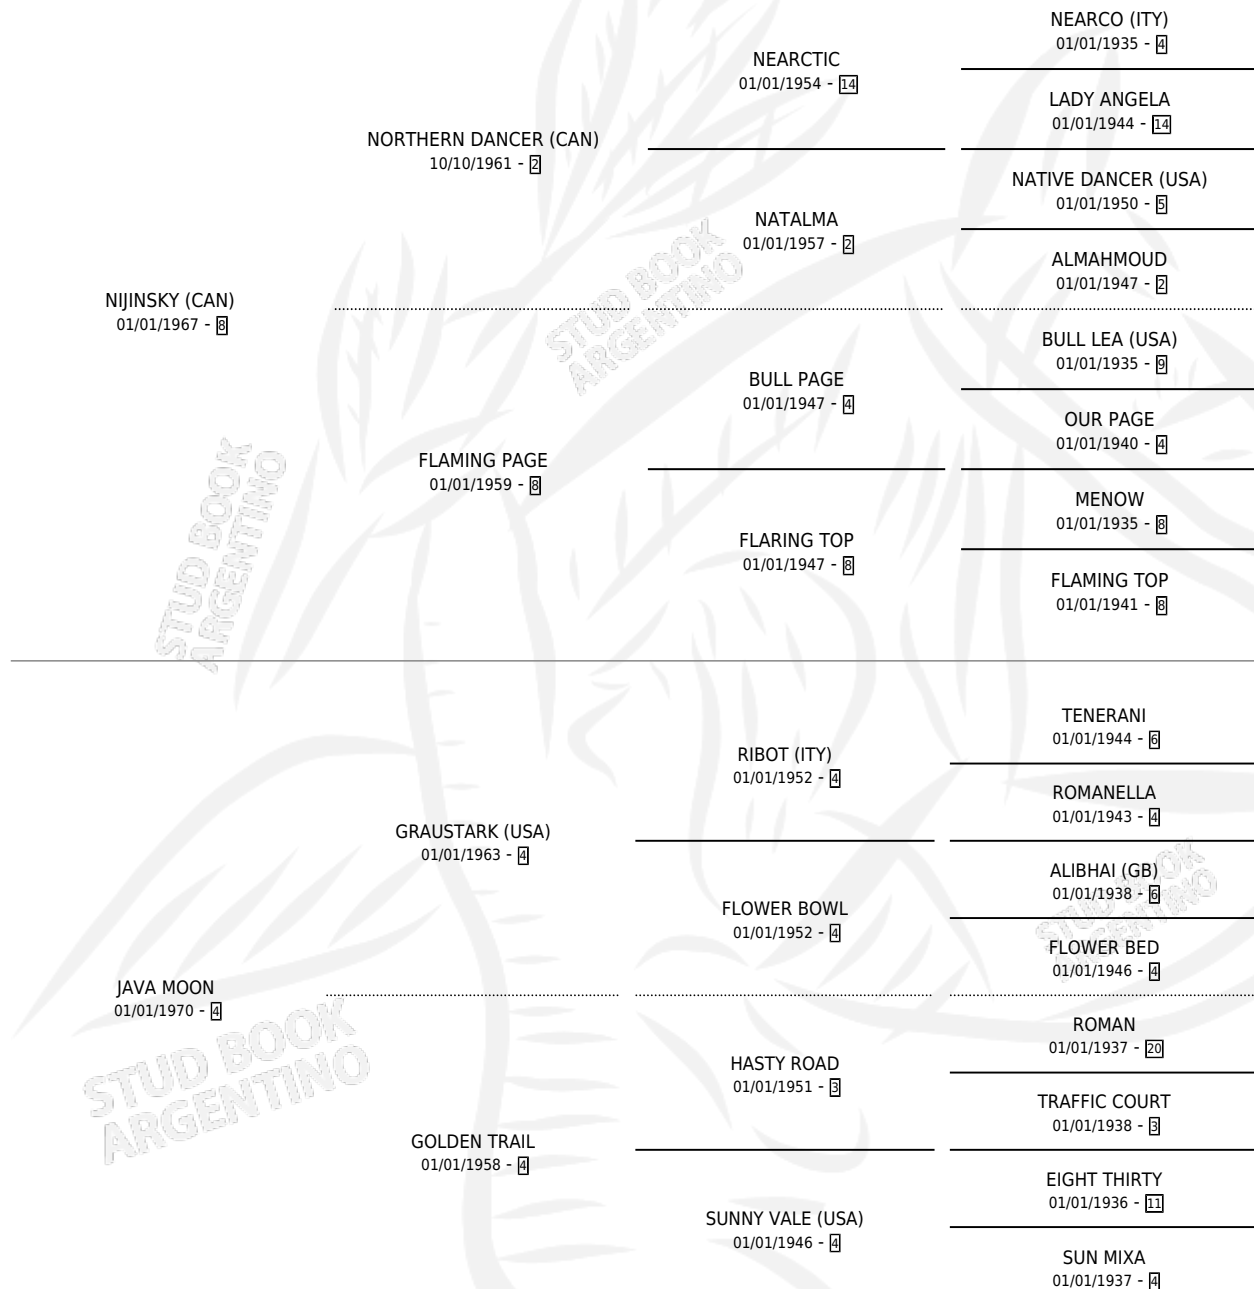 NIJINSKY (CAN)
01/01/1967 - 8
NORTHERN DANCER (CAN)
10/10/1961 - 2
FLAMING PAGE
01/01/1959 - 8
NEARCTIC
01/01/1954 - 14
NATALMA
01/01/1957 - 2
BULL PAGE
01/01/1947 - 4
FLARING TOP
01/01/1947 - 8
NEARCO (ITY)
01/01/1935 - 4
LADY ANGELA
01/01/1944 - 14
NATIVE DANCER (USA)
01/01/1950 - 5
ALMAHMOUD
01/01/1947 - 2
BULL LEA (USA)
01/01/1935 - 9
OUR PAGE
01/01/1940 - 4
MENOW
01/01/1935 - 8
FLAMING TOP
01/01/1941 - 8
JAVA MOON
01/01/1970 - 4
GRAUSTARK (USA)
01/01/1963 - 4
GOLDEN TRAIL
01/01/1958 - 4
RIBOT (ITY)
01/01/1952 - 4
FLOWER BOWL
01/01/1952 - 4
HASTY ROAD
01/01/1951 - 3
SUNNY VALE (USA)
01/01/1946 - 4
TENERANI
01/01/1944 - 6
ROMANELLA
01/01/1943 - 4
ALIBHAI (GB)
01/01/1938 - 6
FLOWER BED
01/01/1946 - 4
ROMAN
01/01/1937 - 20
TRAFFIC COURT
01/01/1938 - 3
EIGHT THIRTY
01/01/1936 - 11
SUN MIXA
01/01/1937 - 4
STUD BOOK
ARGENTINO
STUD BOOK
ARGENTINO
STUD BOOK
ARGENTINO
STUD BOOK
ARGENTINO